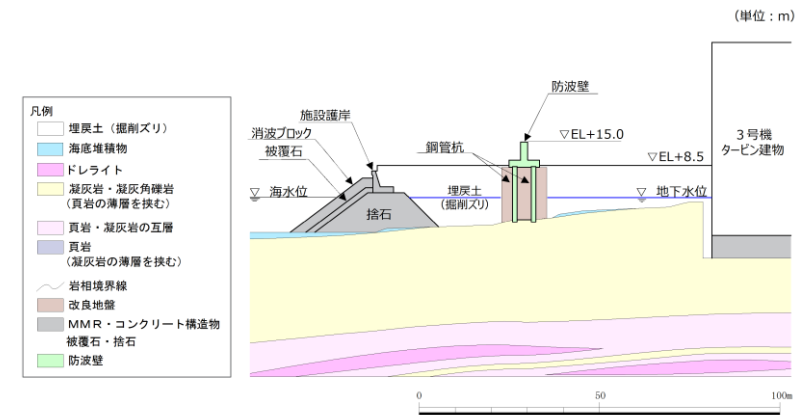 （単位：m）
防波壁
施設護岸
▽EL+15.0
消波ブロック
被覆石
鋼管杭
▽EL+8.5
3号機
タービン建物
▽海水位
埋戻土
(掘削ズリ)
▽地下水位
捨石
凡例
埋戻土（掘削ズリ）
海底堆積物
ドレライト
凝灰岩・凝灰角礫岩
（頁岩の薄層を挟む）
頁岩・凝灰岩の互層
頁岩
（凝灰岩の薄層を挟む）
岩相境界線
改良地盤
ＭＭＲ・コンクリート構造物
被覆石・捨石
防波壁
0 50 100m